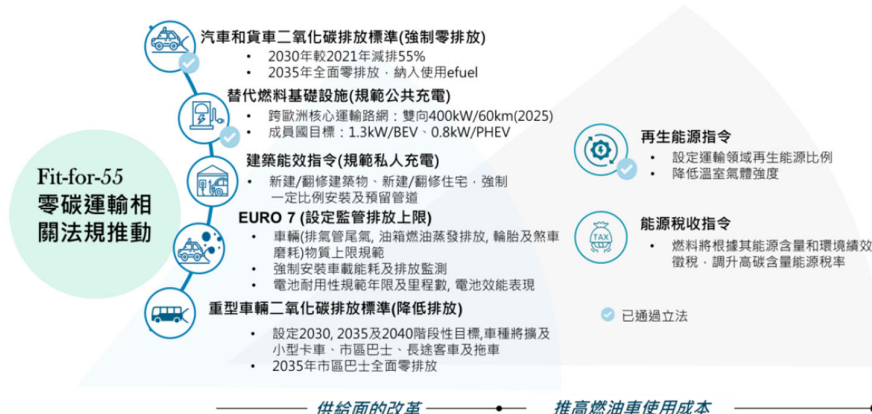 Fit-for-55
零碳運輸相
關法規推動
汽車和貨車二氧化碳排放標準(強制零排放)
• 2030年較2021年減排55%
• 2035年全面零排放，納入使用efuel
替代燃料基礎設施(規範公共充電)
• 跨歐洲核心運輸路網：雙向400kW/60km(2025)
• 成員國目標：1.3kW/BEV、0.8kW/PHEV
建築能效指令(規範私人充電)
• 新建/翻修建築物、新建/翻修住宅，強制
一定比例安裝及預留管道
EURO 7 (設定監管排放上限)
• 車輛(排氣管尾氣, 油箱燃油蒸發排放, 輪胎及煞車
磨耗)物質上限規範
• 強制安裝車載能耗及排放監測
• 電池耐用性規範年限及里程數, 電池效能表現
重型車輛二氧化碳排放標準(降低排放)
• 設定2030, 2035及2040階段性目標,車種將擴及
小型卡車、市區巴士、長途客車及拖車
• 2035年市區巴士全面零排放
再生能源指令
• 設定運輸領域再生能源比例
• 降低溫室氣體強度
TAX
能源稅收指令
• 燃料將根據其能源含量和環境績效
徵稅，調升高碳含量能源稅率
已通過立法
供給面的改革
推高燃油車使用成本